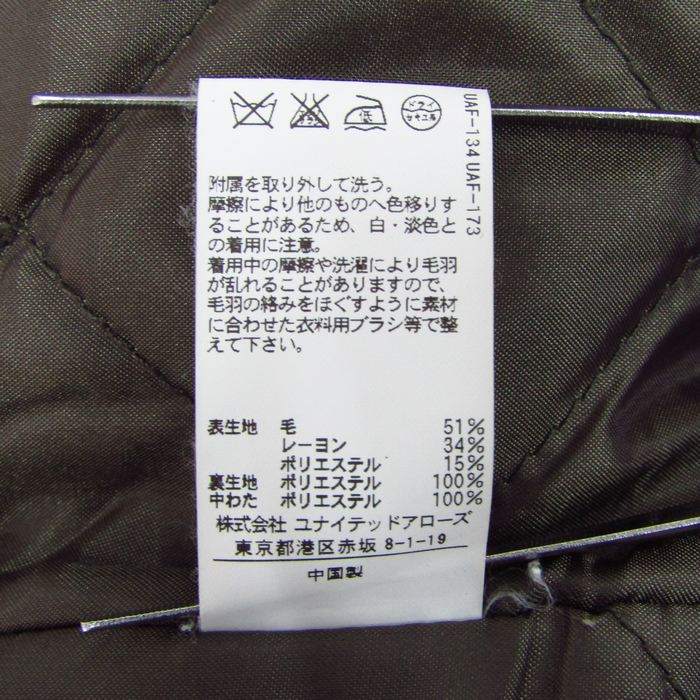 低
ドライ
セキユ系
UAF-134 UAF-173
附属を取り外して洗う。
摩擦により他のものへ色移りす
ることがあるため、白・淡色と
の着用に注意。
着用中の摩擦や洗濯により毛羽
が乱れることがありますので、
毛羽の絡みをほぐすように素材
に合わせた衣料用ブラシ等で整
えて下さい。
表生地 毛 51%
レーヨン 34%
ポリエステル 15%
裏生地 ポリエステル 100%
中わた ポリエステル 100%
株式会社 ユナイテッドアローズ
東京都港区赤坂 8-1-19
中国製